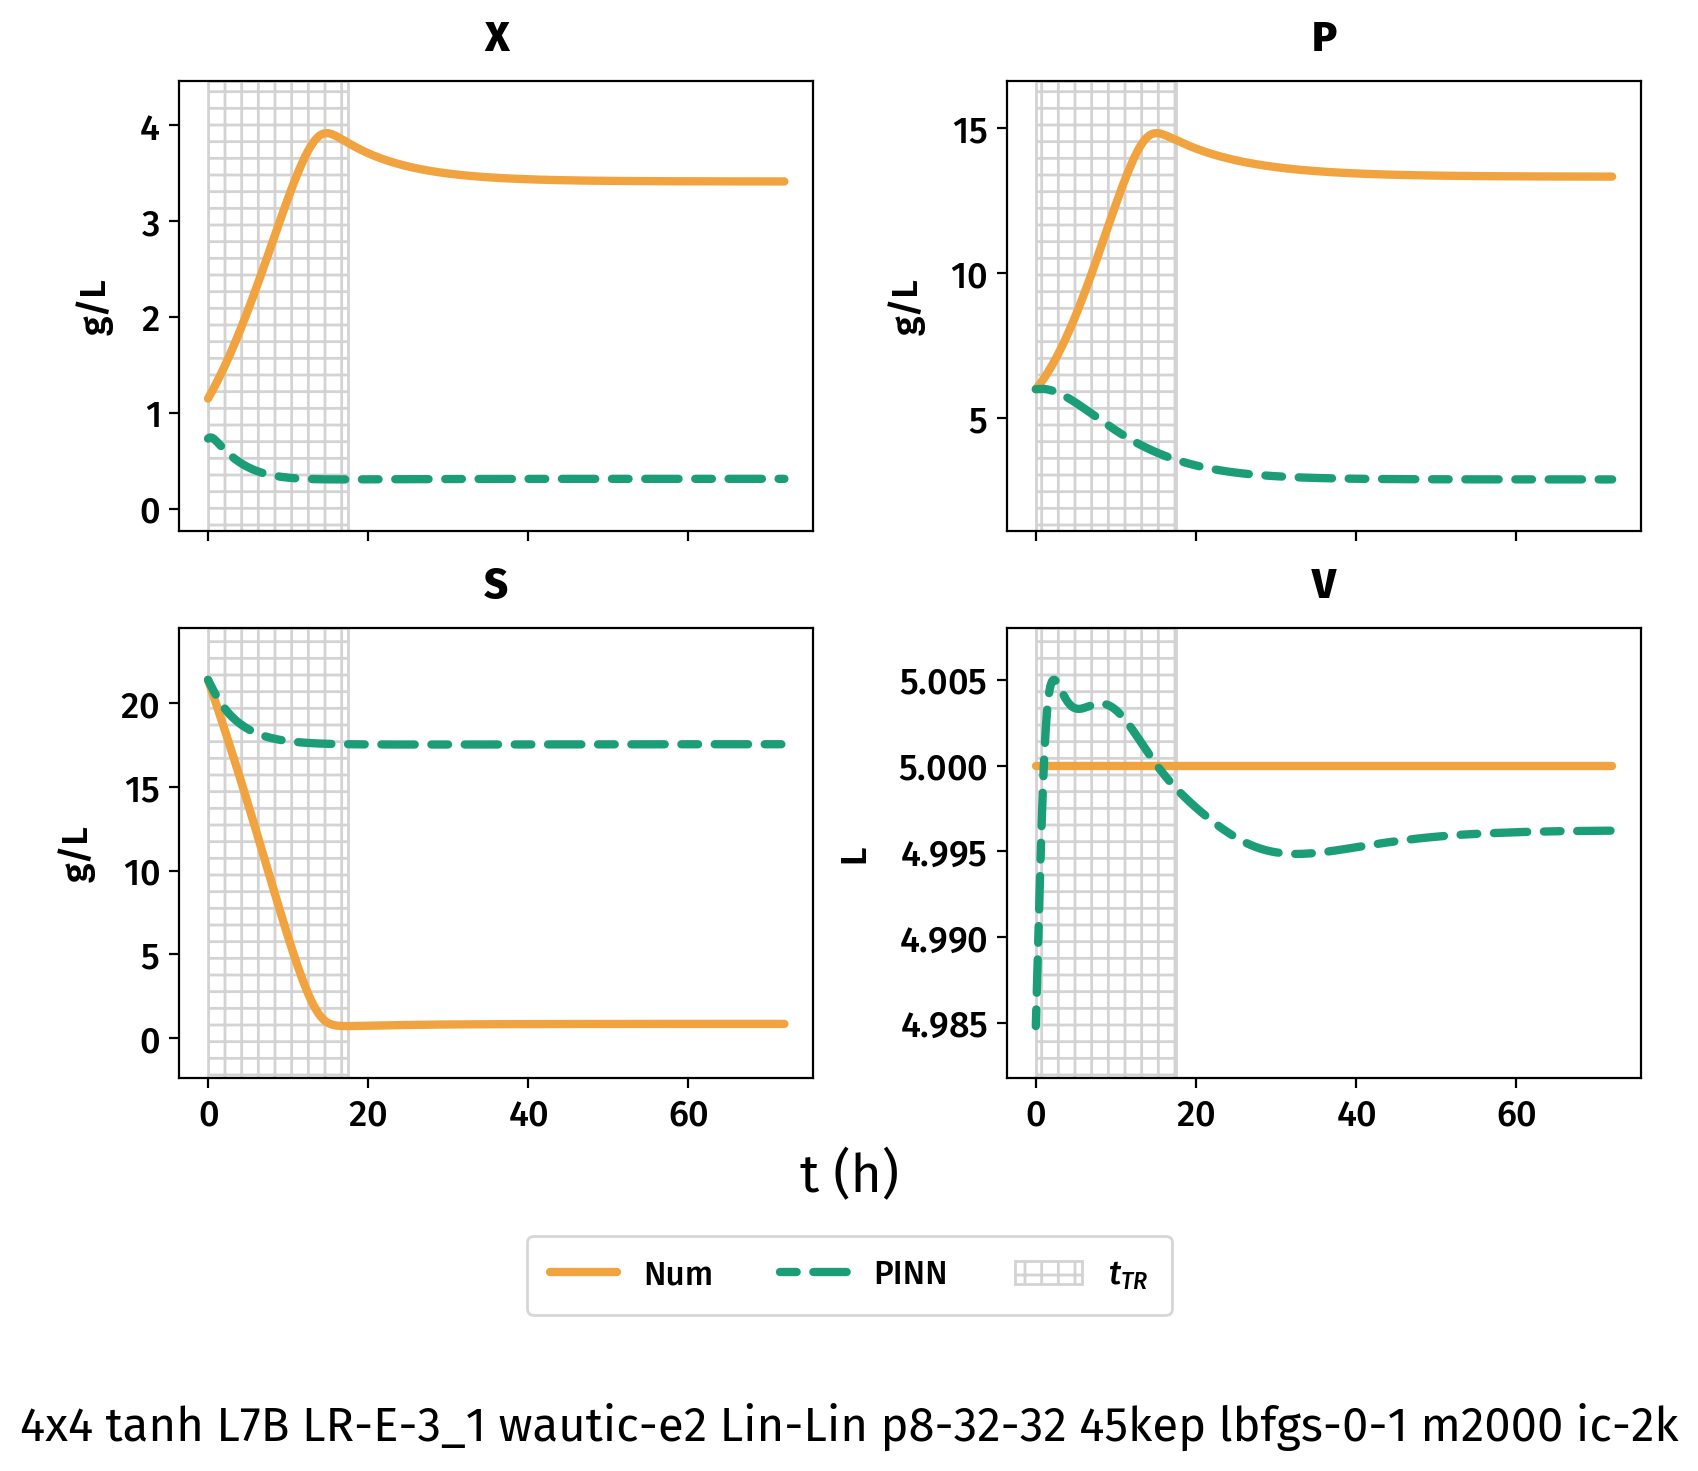 X
P
4
3
2
1
0
g/L
15
10
5
g/L
S
V
20
15
10
5
0
g/L
0 20 40 60
5.005
5.000
4.995
4.990
4.985
L
0 20 40 60
t (h)
Num PINN tTR
4x4 tanh L7B LR-E-3_1 wautic-e2 Lin-Lin p8-32-32 45kep lbfgs-0-1 m2000 ic-2k